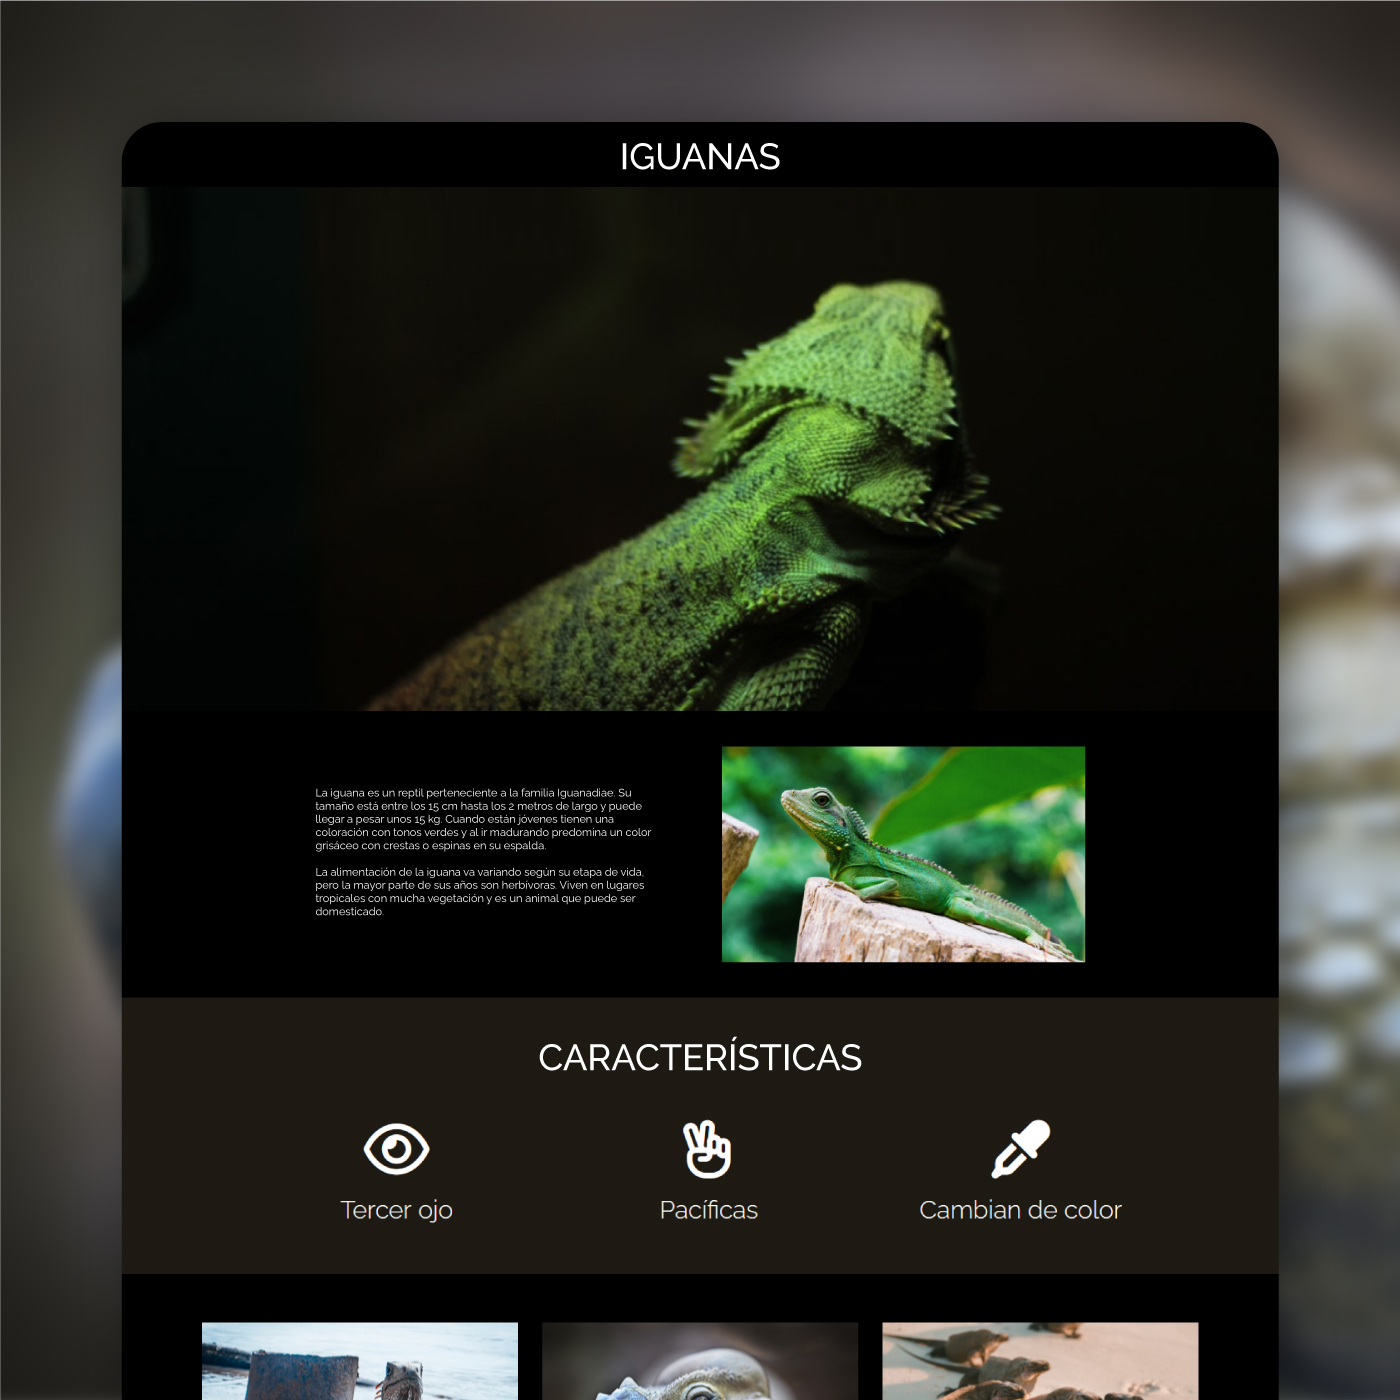 IGUANAS
La iguana es un reptil perteneciente a la familia Iguanadiae. Su
tamaño está entre los 15 cm hasta los 2 metros de largo y puede
llegar a pesar unos 15 kg. Cuando están jóvenes tienen una
coloración con tonos verdes y al ir madurando predomina un color
grisáceo con crestas o espinas en su espalda.
La alimentación de la iguana va variando según su etapa de vida,
pero la mayor parte de sus años son herbívoras. Viven en lugares
tropicales con mucha vegetación y es un animal que puede ser
domesticado.
CARACTERÍSTICAS
Tercer ojo
Pacíficas
Cambian de color